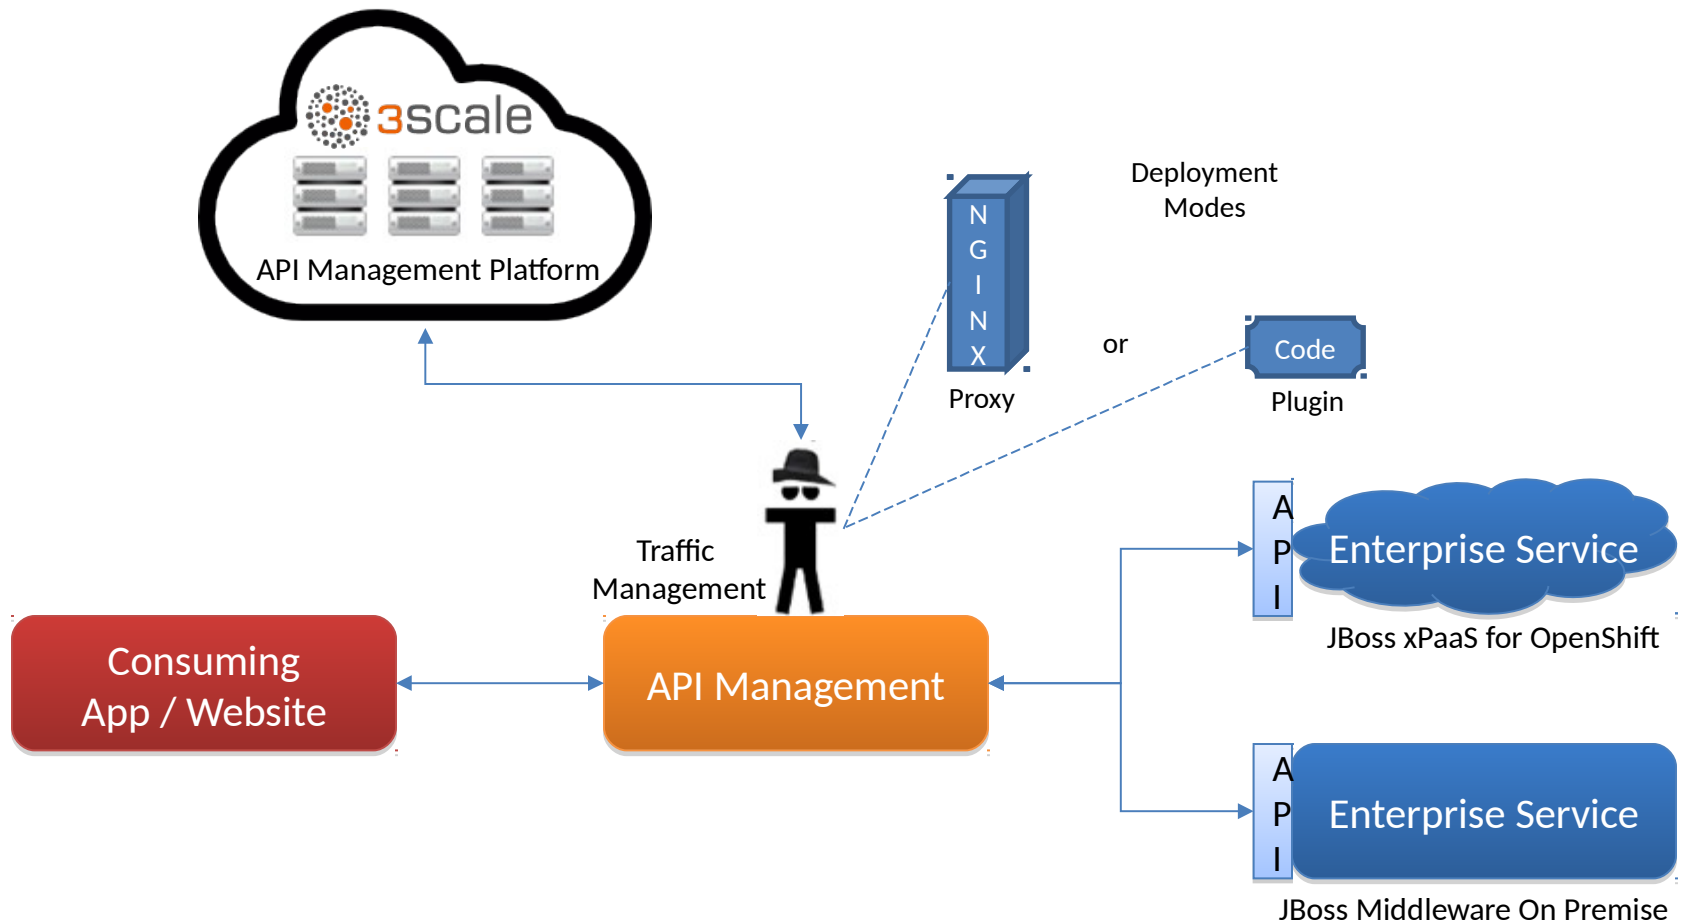 3scale
API Management Platform
Deployment
Modes
N
G
I
N
X
Proxy
or
Code
Plugin
Traffic
Management
Consuming
App / Website
API Management
A
P
I
Enterprise Service
JBoss xPaaS for OpenShift
A
P
I
Enterprise Service
JBoss Middleware On Premise